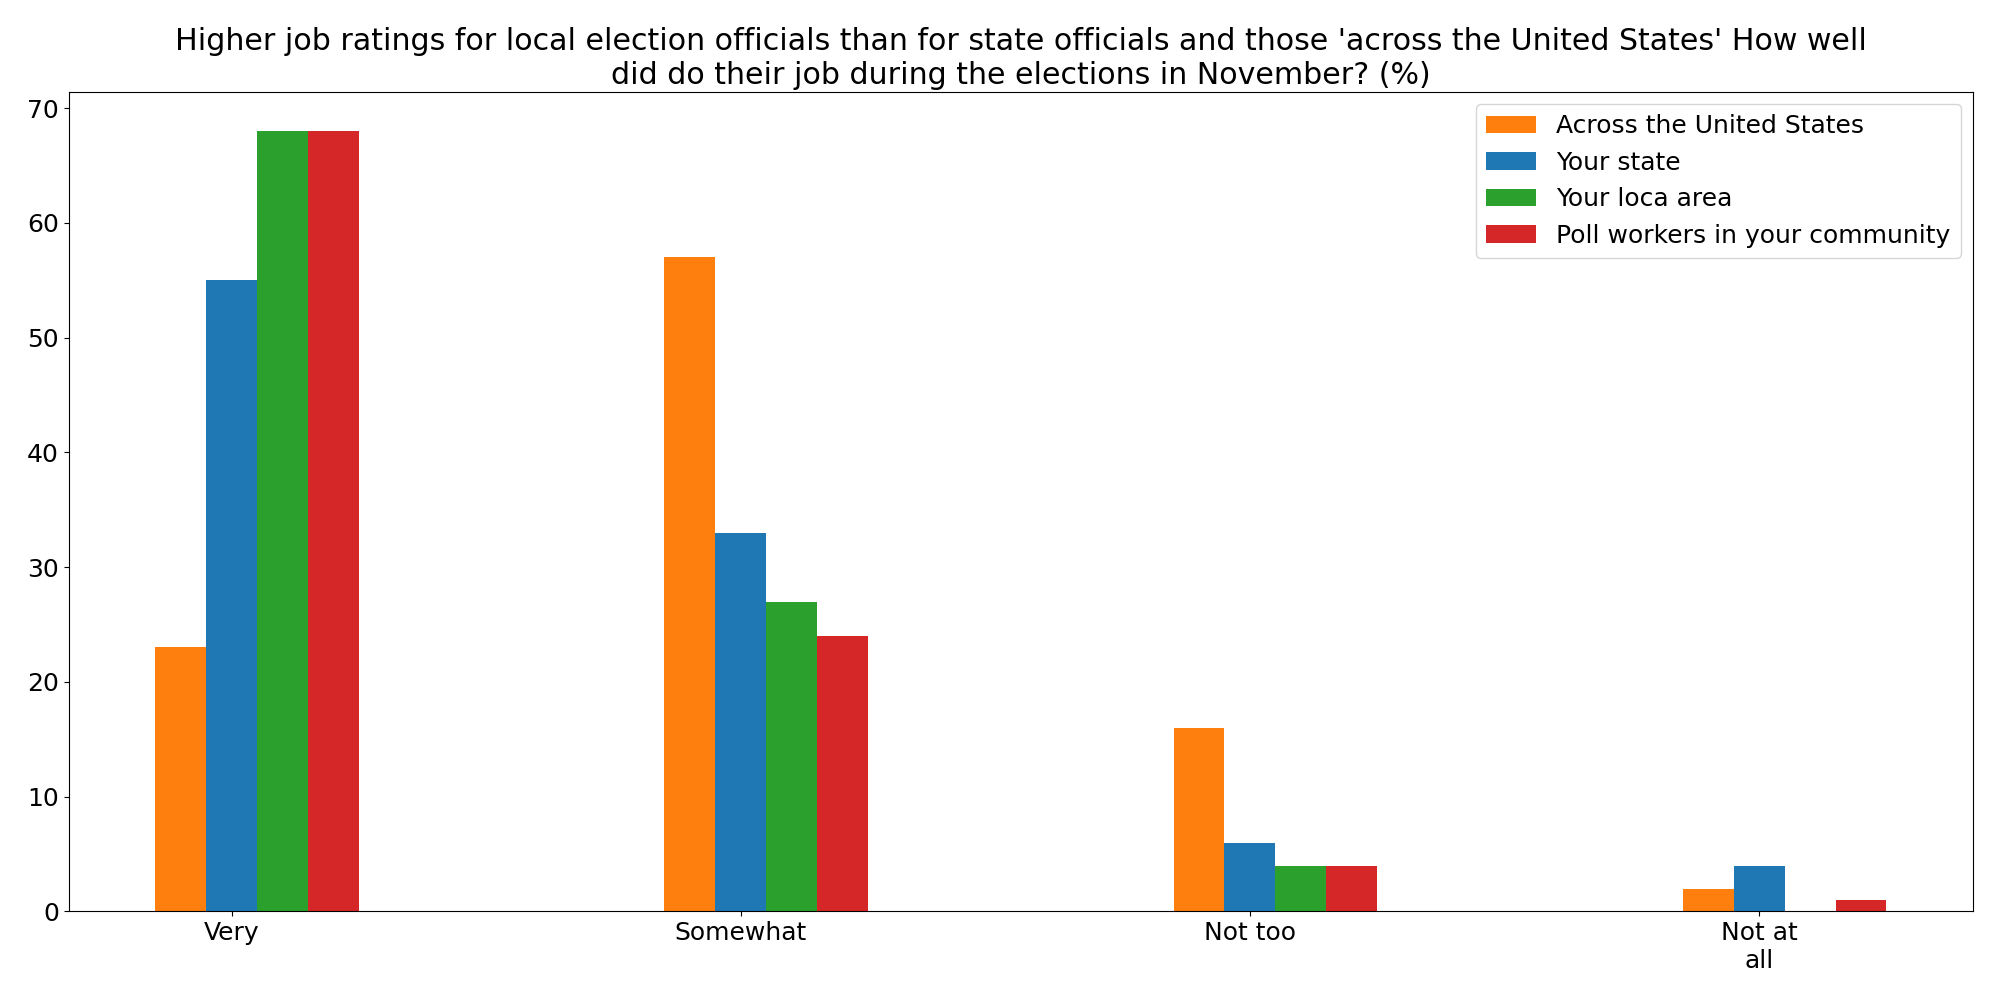 Higher job ratings for local election officials than for state officials and those 'across the United States' How well
did do their job during the elections in November? (%)
70
60
50
40
30
20
10
0
Across the United States
Your state
Your loca area
Poll workers in your community
Very
Somewhat
Not too
Not at
all